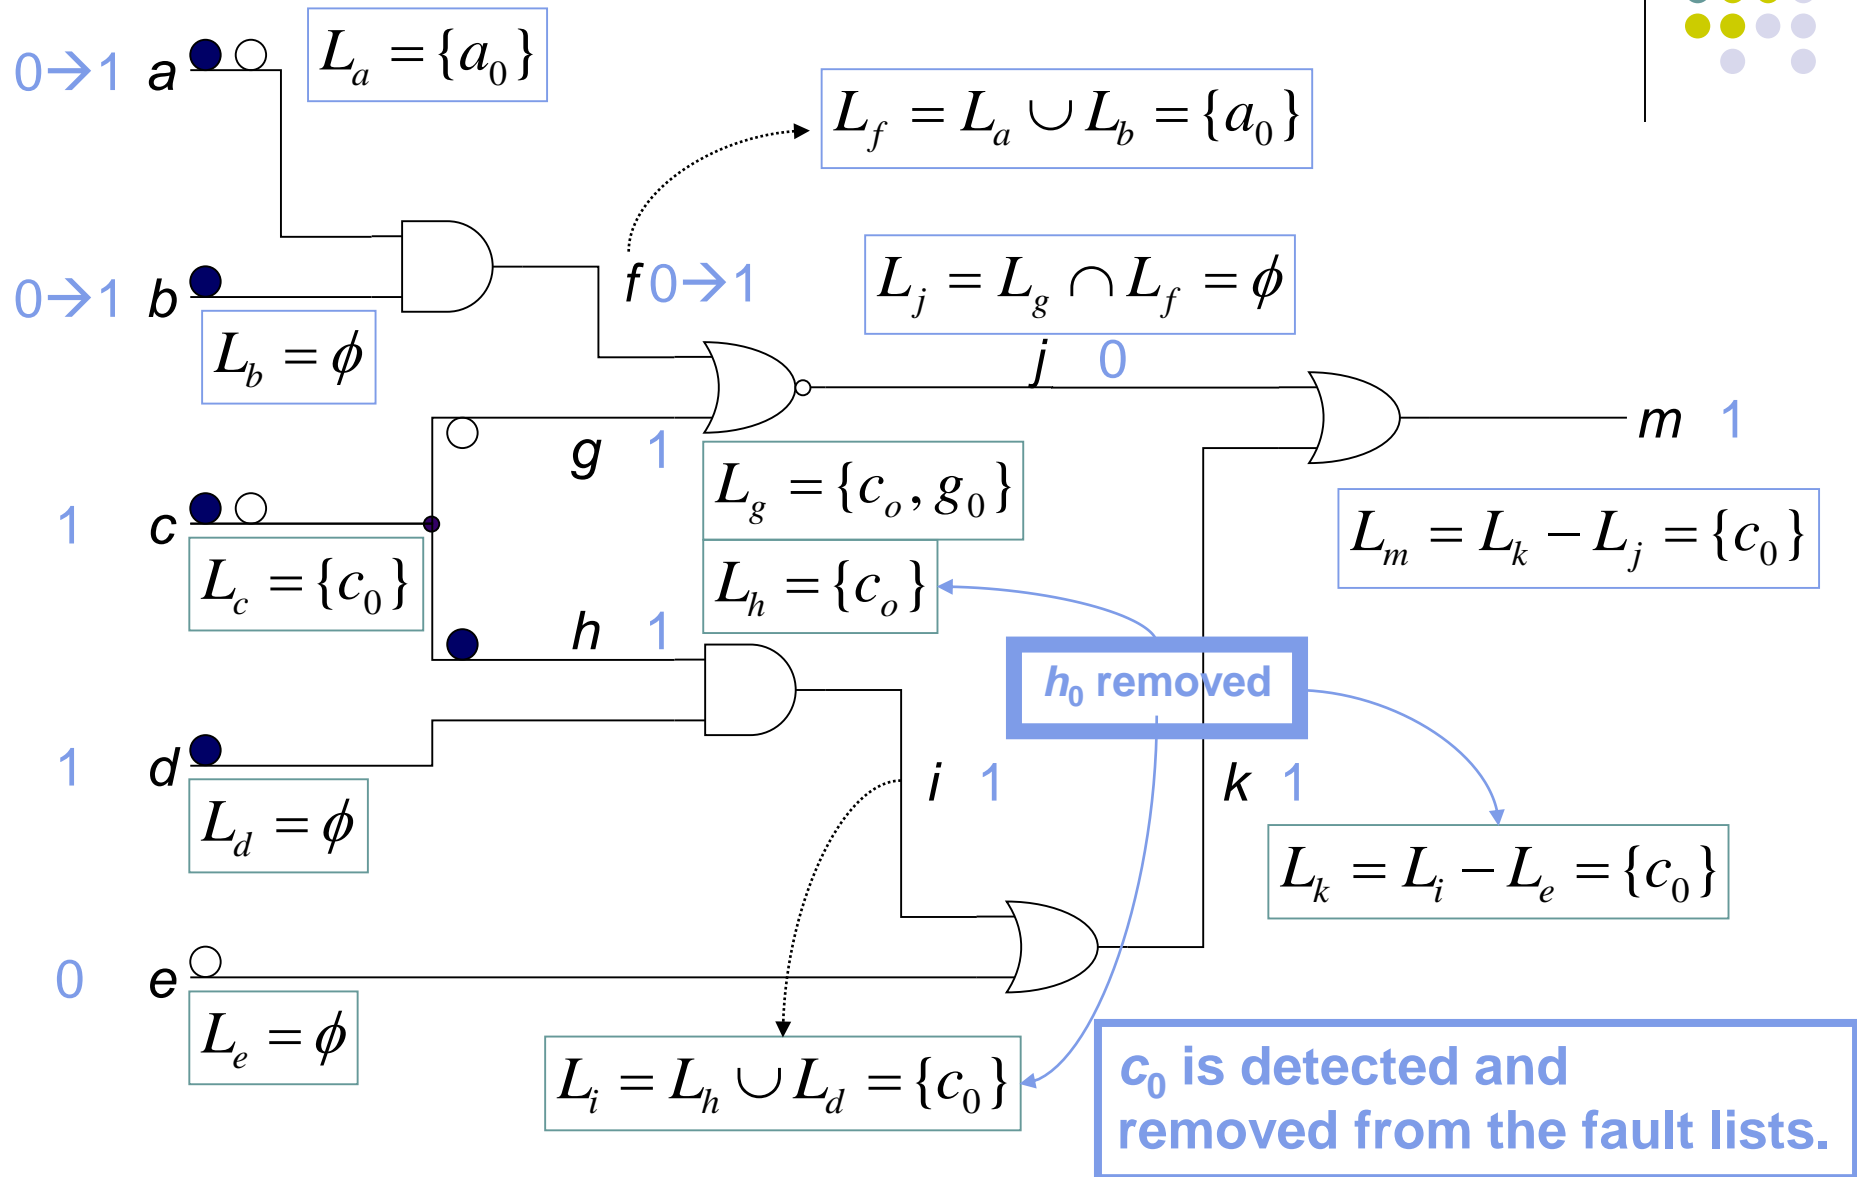 0→1 a
L_a = {a_0}
L_f = L_a ∪ L_b = {a_0}
0→1 b
f 0→1
L_j = L_g ∩ L_f = ϕ
L_b = ϕ
j 0
m 1
g 1
L_g = {c_o, g_0}
1 c
L_m = L_k − L_j = {c_0}
L_c = {c_0}
L_h = {c_o}
h 1
h_0 removed
1 d
i 1
k 1
L_d = ϕ
L_k = L_i − L_e = {c_0}
0 e
L_e = ϕ
L_i = L_h ∪ L_d = {c_0}
c_0 is detected and
removed from the fault lists.